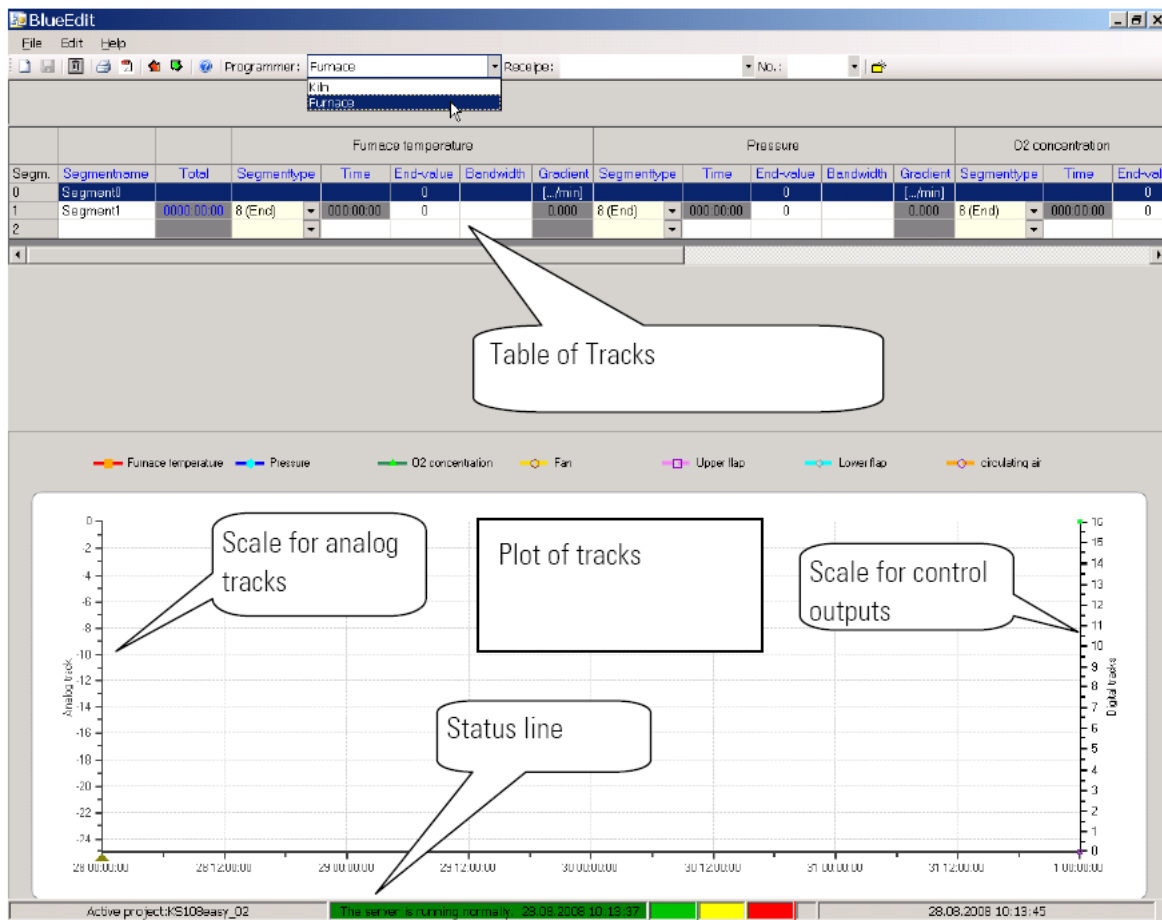 BlueEdit
File Edit Help
Programmer: Furnace Receipe: No.:
Kiln
Furnace
Furnace temperature Pressure O2 concentration
Segm. Segmentname Total Segmenttype Time End-value Bandwidth Gradient Segmenttype Time End-value Bandwidth Gradient Segmenttype Time End-val
0 Segment0 0 [.../min] 0 [.../min] 0
1 Segment1 0000:00:00 8 (End) 000:00:00 0 0.000 8 (End) 000:00:00 0 0.000 8 (End) 000:00:00 0
2
Table of Tracks
Furnace temperature Pressure O2 concentration Fan Upper flap Lower flap circulating air
Scale for analog
tracks
Plot of tracks
Scale for control
outputs
Status line
0
-2
-4
-6
-8
-10
-12
-14
-16
-18
-20
-22
-24
Analog track
16
15
14
13
12
11
10
9
8
7
6
5
4
3
2
1
0
Digital tracks
28 00:00:00 28 12:00:00 29 00:00:00 29 12:00:00 30 00:00:00 30 12:00:00 31 00:00:00 31 12:00:00 1 00:00:00
Active project:KS108easy_02 The server is running normally. 28.08.2008 10:13:37 28.08.2008 10:13:45